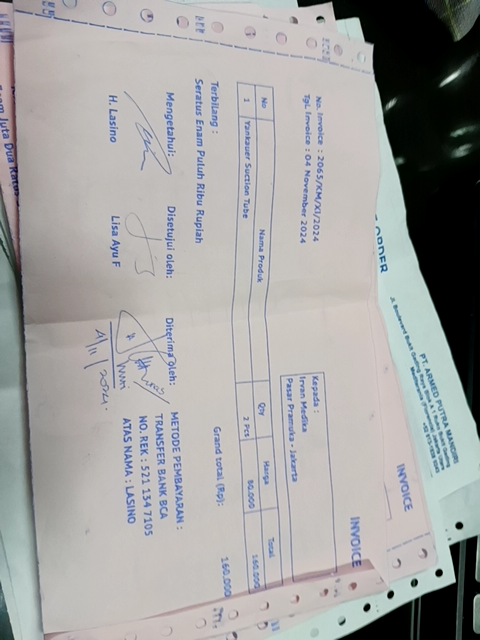 INVOICE
No. Invoice : 2065/KM/XI/2024
Tgl. Invoice : 04 November 2024
Kepada :
Irvan Medika
Pasar Pramuka - Jakarta
No Nama Produk Qty Harga Total
1 Yankauer Suction Tube 2 Pcs 80.000 160.000
Grand total (Rp): 160.000
Terbilang :
Seratus Enam Puluh Ribu Rupiah
Mengetahui: Disetujui oleh: Diterima oleh:
H. Lasino Lisa Ayu F
4/11/2024.
METODE PEMBAYARAN :
TRANSFER BANK BCA
NO. REK : 521 134 7105
ATAS NAMA : LASINO
INVOICE
ORDER
PT. ARMED PUTRA MANDIRI
Juta Dua